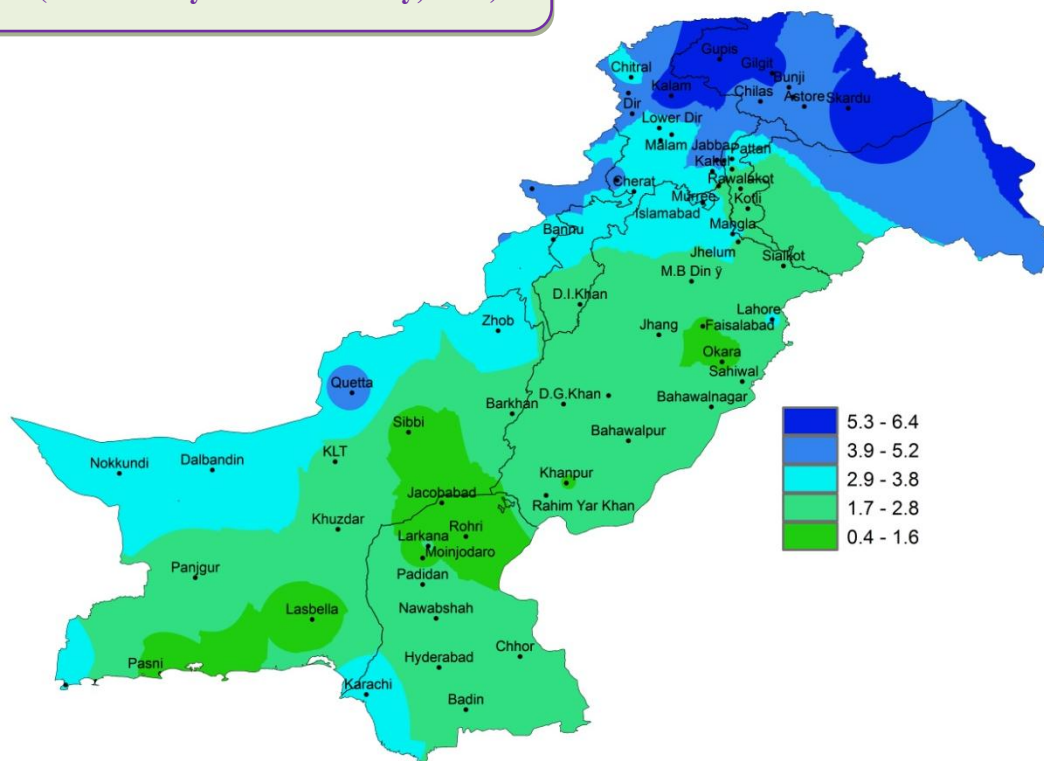 Gupis
Gilgit
Chitral
Bunji
Kalam
Chilas
Astore
Skardu
Dir
Lower Dir
Malam Jabba
Pattan
Kakul
Cherat
Rawalakot
Murree
Kotli
Islamabad
Mangla
Bannu
Jhelum
Sialkot
M.B Din ÿ
D.I.Khan
Lahore
Zhob
Jhang
Faisalabad
Okara
Sahiwal
Quetta
D.G.Khan
Bahawalnagar
Barkhan
Sibbi
Bahawalpur
KLT
Nokkundi
Dalbandin
Khanpur
Jacobabad
Rahim Yar Khan
Khuzdar
Rohri
Larkana
Moinjodaro
Panjgur
Padidan
Lasbella
Nawabshah
Chhor
Pasni
Hyderabad
Karachi
Badin
5.3 - 6.4
3.9 - 5.2
2.9 - 3.8
1.7 - 2.8
0.4 - 1.6